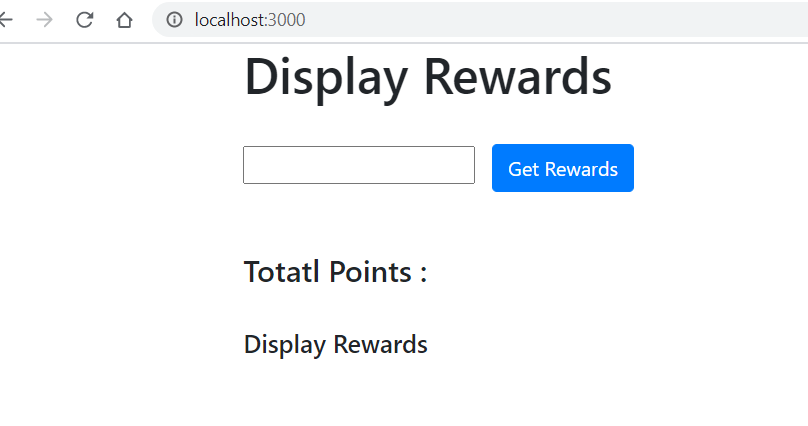 localhost:3000
Display Rewards
Get Rewards
Totatl Points :
Display Rewards